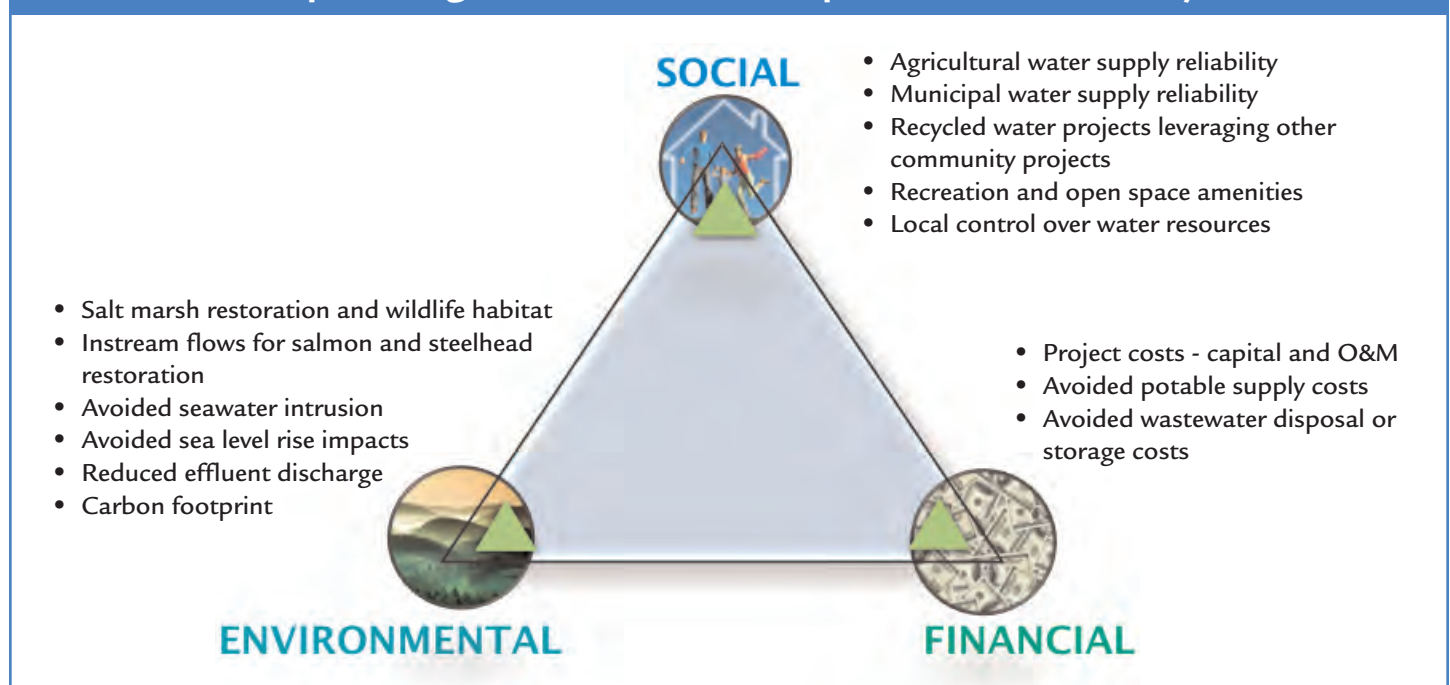 SOCIAL
• Agricultural water supply reliability
• Municipal water supply reliability
• Recycled water projects leveraging other
community projects
• Recreation and open space amenities
• Local control over water resources
• Salt marsh restoration and wildlife habitat
• Instream flows for salmon and steelhead
restoration
• Avoided seawater intrusion
• Avoided sea level rise impacts
• Reduced effluent discharge
• Carbon footprint
• Project costs - capital and O&M
• Avoided potable supply costs
• Avoided wastewater disposal or
storage costs
ENVIRONMENTAL
FINANCIAL